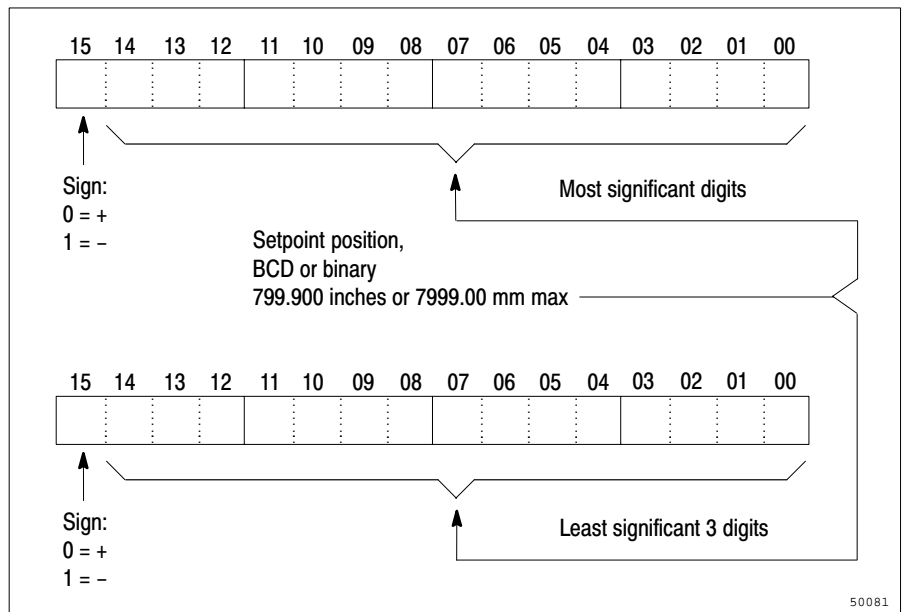 15 14 13 12 11 10 09 08 07 06 05 04 03 02 01 00
Sign:
0 = +
1 = –
Most significant digits
Setpoint position,
BCD or binary
799.900 inches or 7999.00 mm max
15 14 13 12 11 10 09 08 07 06 05 04 03 02 01 00
Sign:
0 = +
1 = –
Least significant 3 digits
50081